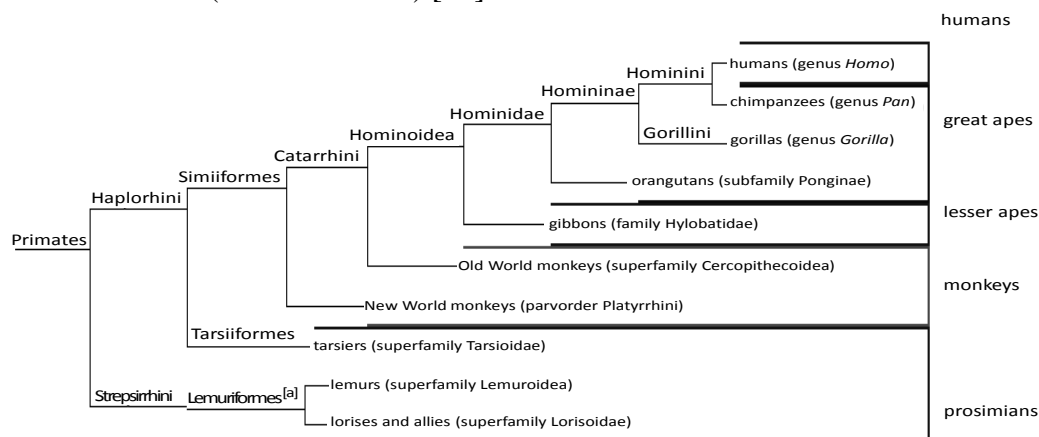 humans
humans (genus Homo)
Hominini
Homininae
chimpanzees (genus Pan)
Hominidae
great apes
Hominoidea
Gorillini
gorillas (genus Gorilla)
Catarrhini
Simiiformes
orangutans (subfamily Ponginae)
Haplorhini
lesser apes
gibbons (family Hylobatidae)
Primates
Old World monkeys (superfamily Cercopithecoidea)
monkeys
New World monkeys (parvorder Platyrrhini)
Tarsiiformes
tarsiers (superfamily Tarsioidae)
lemurs (superfamily Lemuroidea)
Strepsirrhini
Lemuriformes[a]
prosimians
lorises and allies (superfamily Lorisoidae)